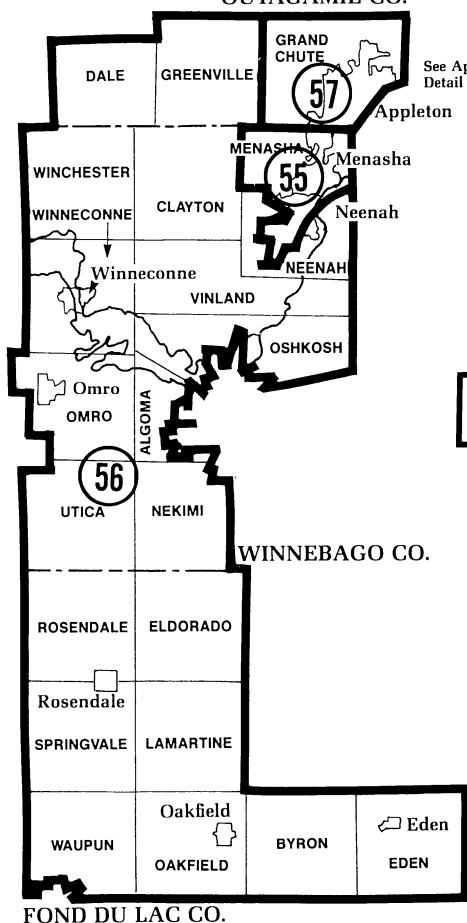 OUTAGAMIE CO.
GRAND
CHUTE
DALE
GREENVILLE
See Ap
Detail
57
Appleton
MENASHA
Menasha
WINCHESTER
55
WINNECONNE
CLAYTON
Neenah
NEENAH
Winneconne
VINLAND
OSHKOSH
Omro
OMRO
ALGOMA
56
UTICA
NEKIMI
WINNEBAGO CO.
ROSENDALE
ELDORADO
Rosendale
SPRINGVALE
LAMARTINE
Oakfield
Eden
WAUPUN
BYRON
OAKFIELD
EDEN
FOND DU LAC CO.